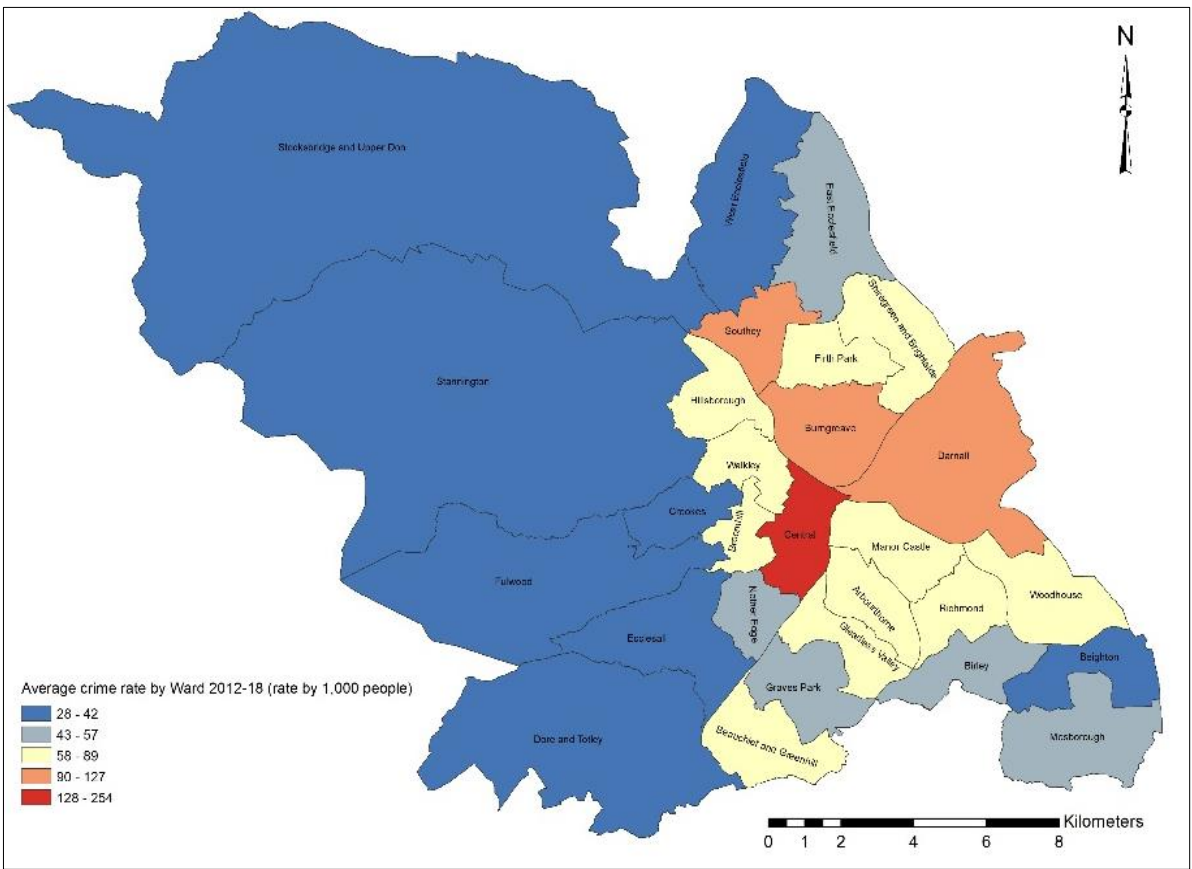 N
Stocksbridge and Upper Don
West Ecclesfield
East Ecclesfield
Shiregreen and Brightside
Southey
Firth Park
Stannington
Hillsborough
Burngreave
Darnall
Walkley
Crookes
Broomhill
Central
Manor Castle
Fulwood
Arbourthorne
Richmond
Woodhouse
Nether Edge
Ecclesall
Gleadless Valley
Birley
Beighton
Graves Park
Dore and Totley
Beauchief and Greenhill
Mosborough
Average crime rate by Ward 2012-18 (rate by 1,000 people)
28 - 42
43 - 57
58 - 89
90 - 127
128 - 254
Kilometers
0 1 2 4 6 8